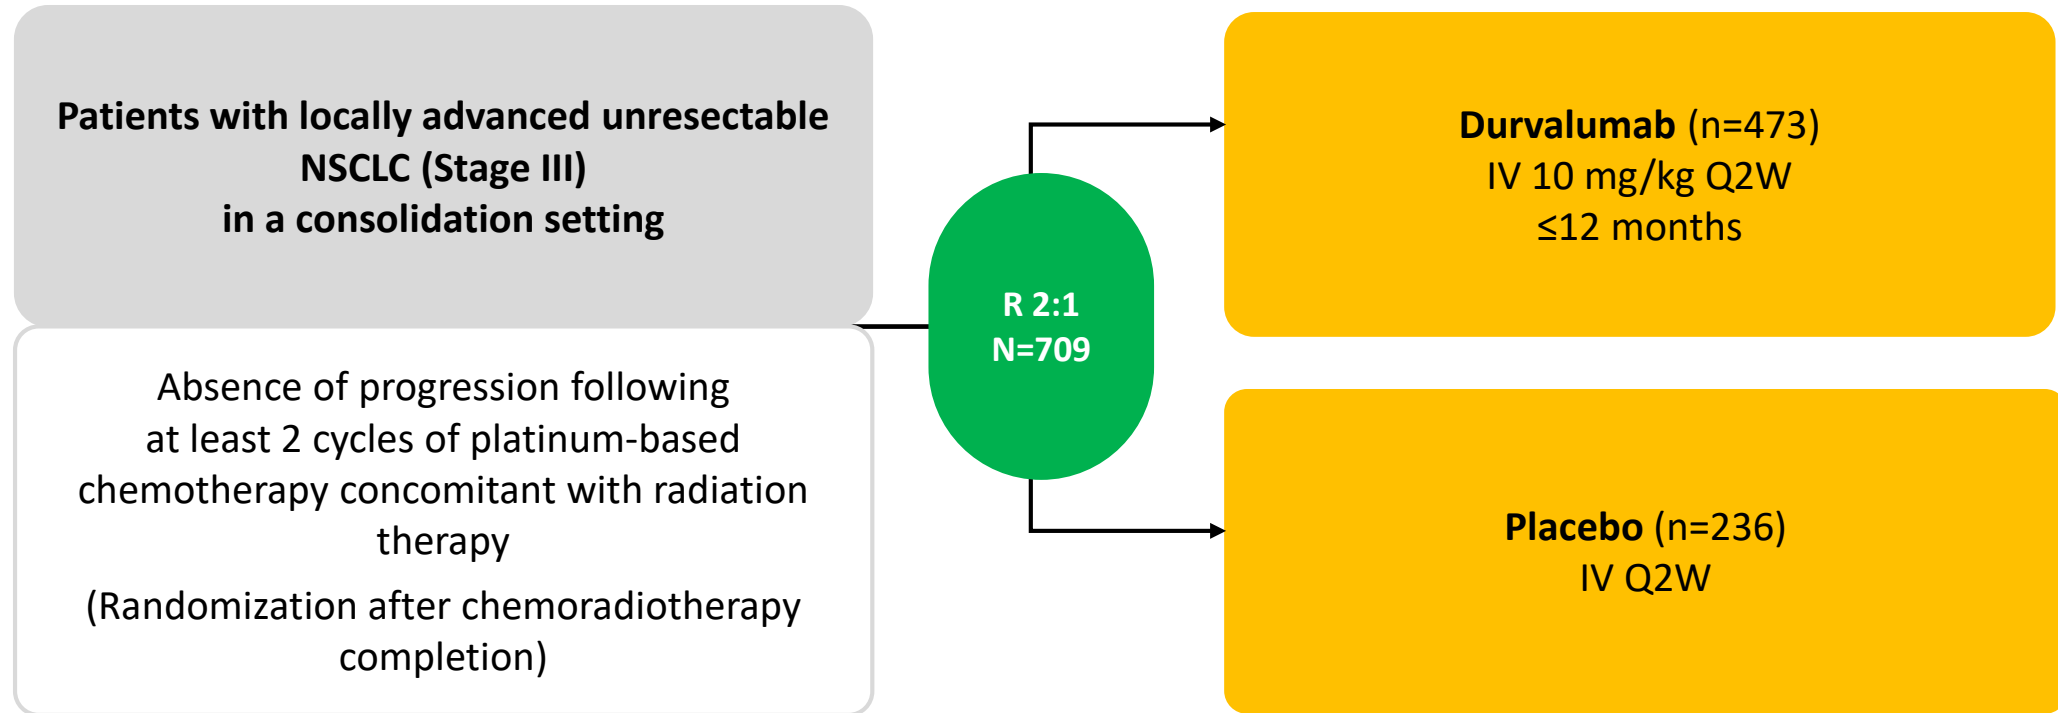 Patients with locally advanced unresectable
NSCLC (Stage III)
in a consolidation setting
Absence of progression following
at least 2 cycles of platinum-based
chemotherapy concomitant with radiation
therapy
(Randomization after chemoradiotherapy
completion)
R 2:1
N=709
Durvalumab (n=473)
IV 10 mg/kg Q2W
≤12 months
Placebo (n=236)
IV Q2W